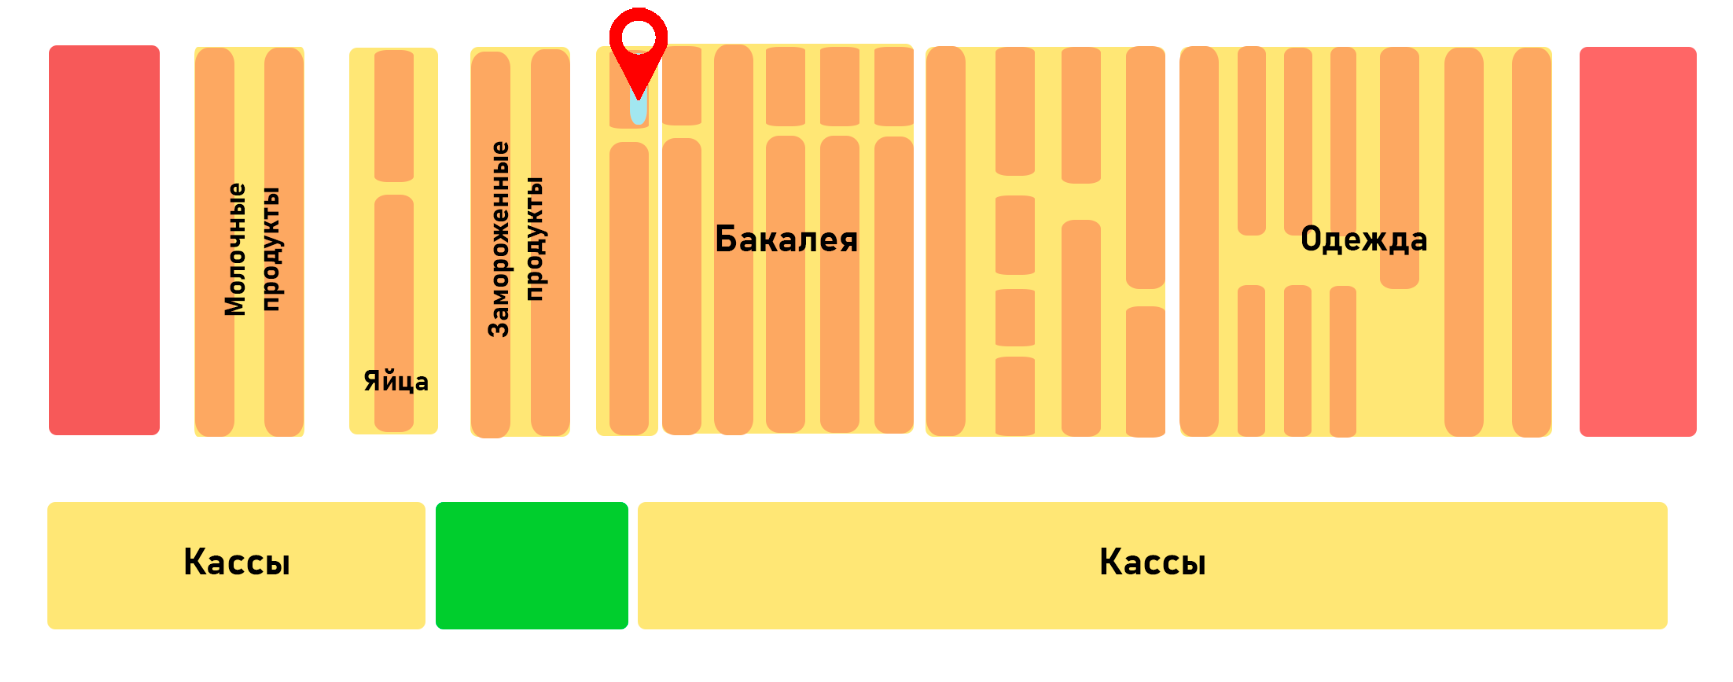 Молочные
продукты
Яйца
Замороженные
продукты
Бакалея
Одежда
Кассы
Кассы